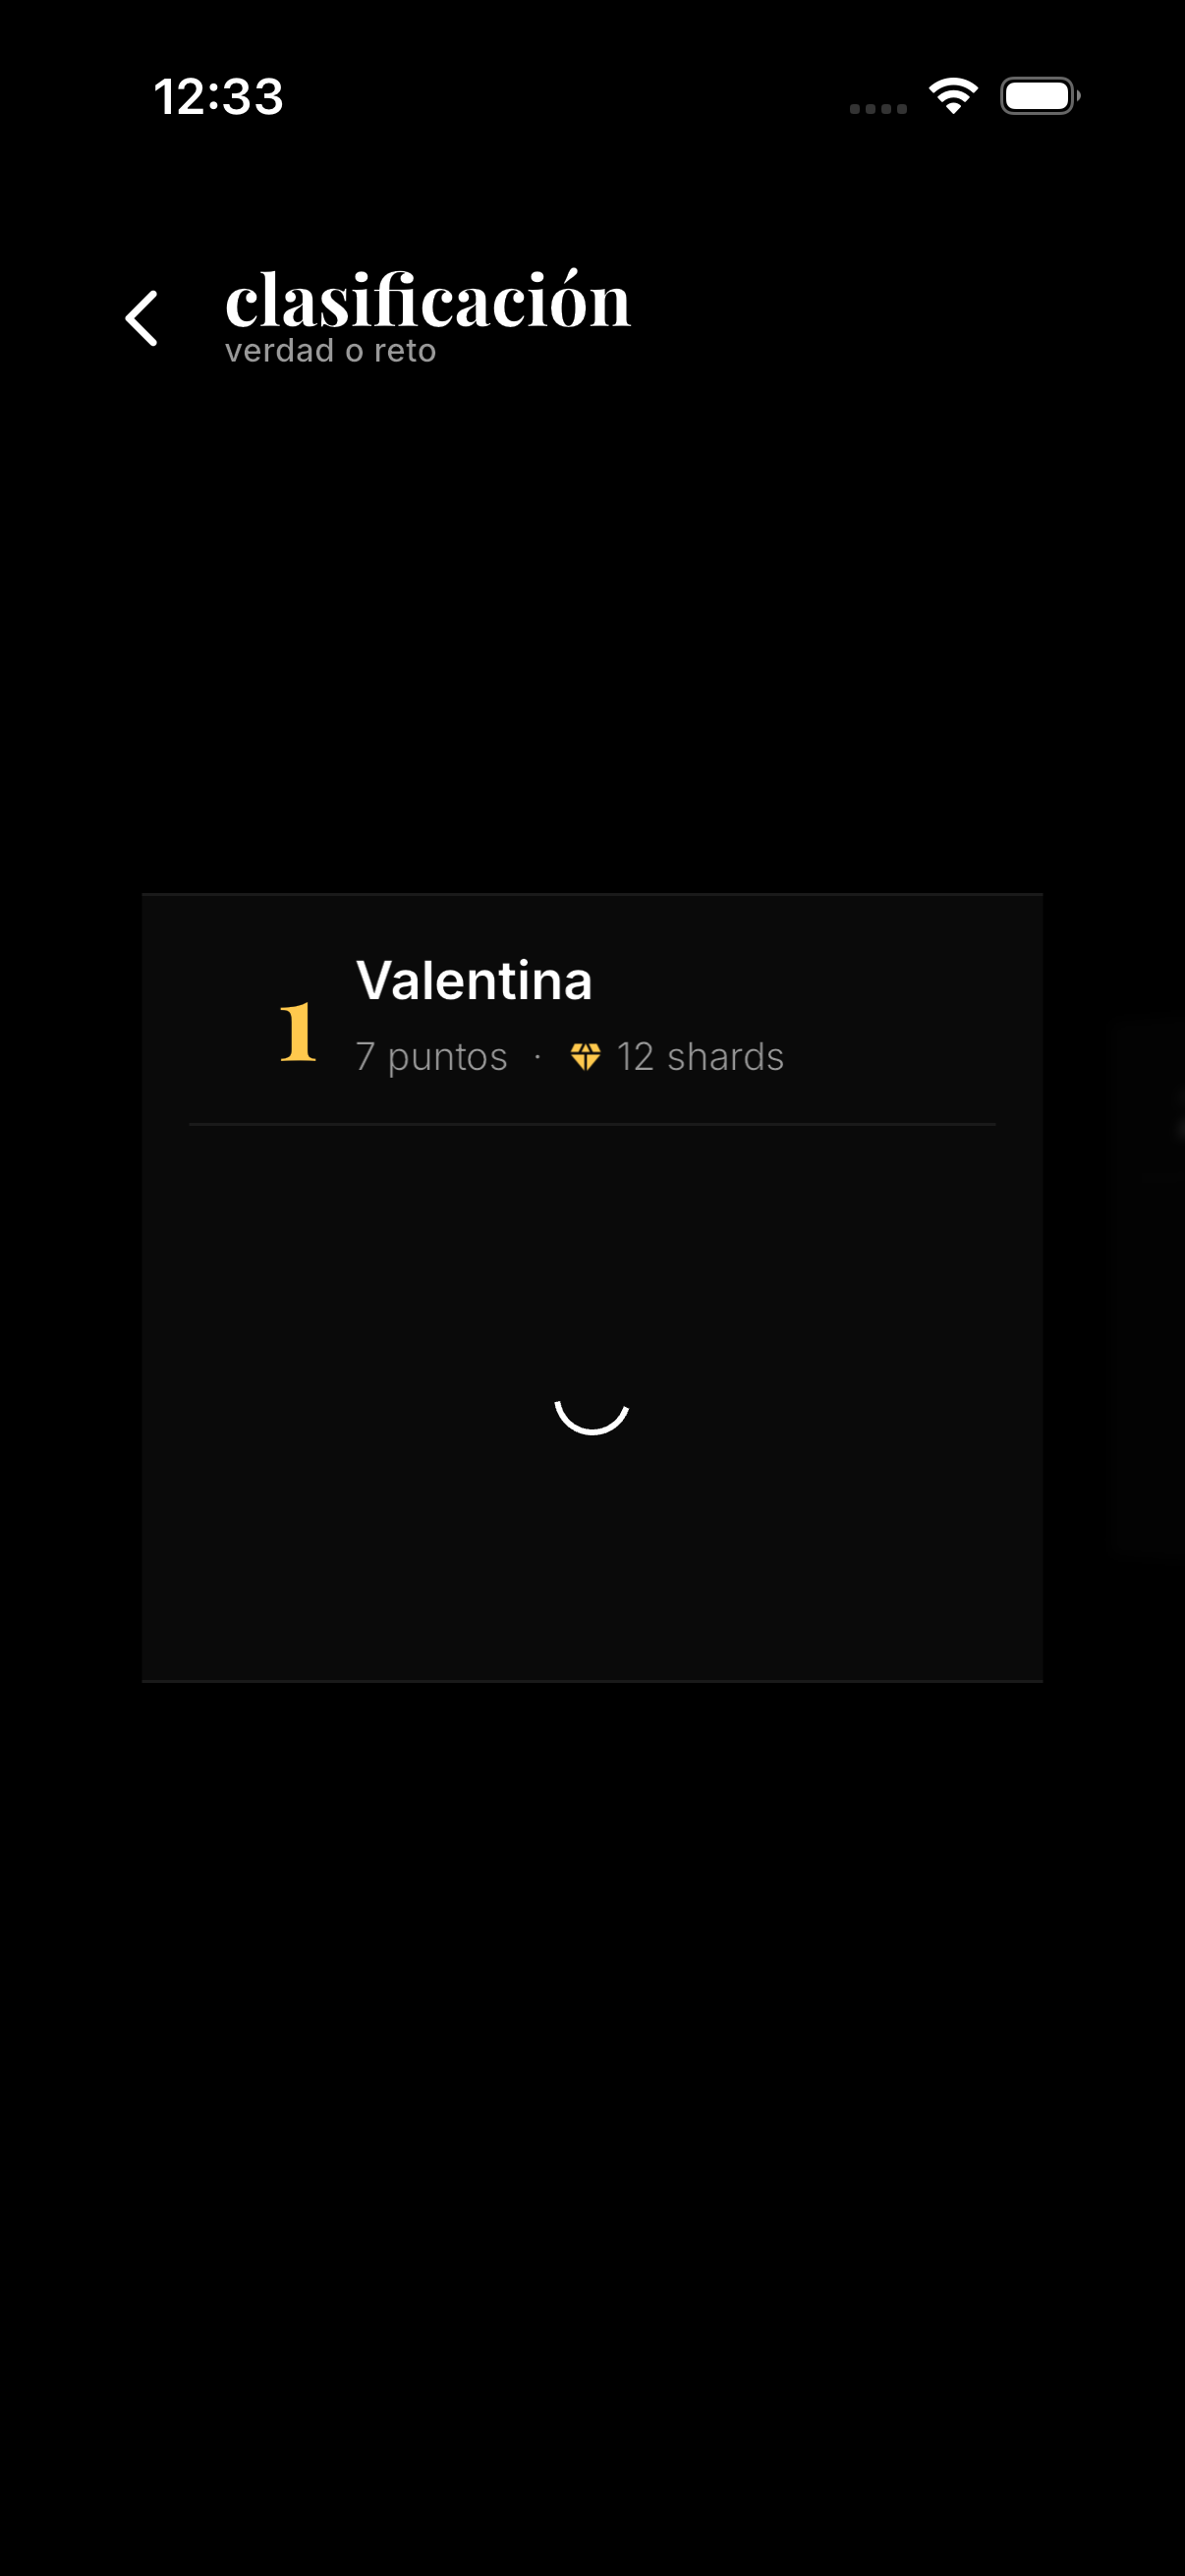 12:33
clasificación
verdad o reto
1
Valentina
7 puntos · 12 shards